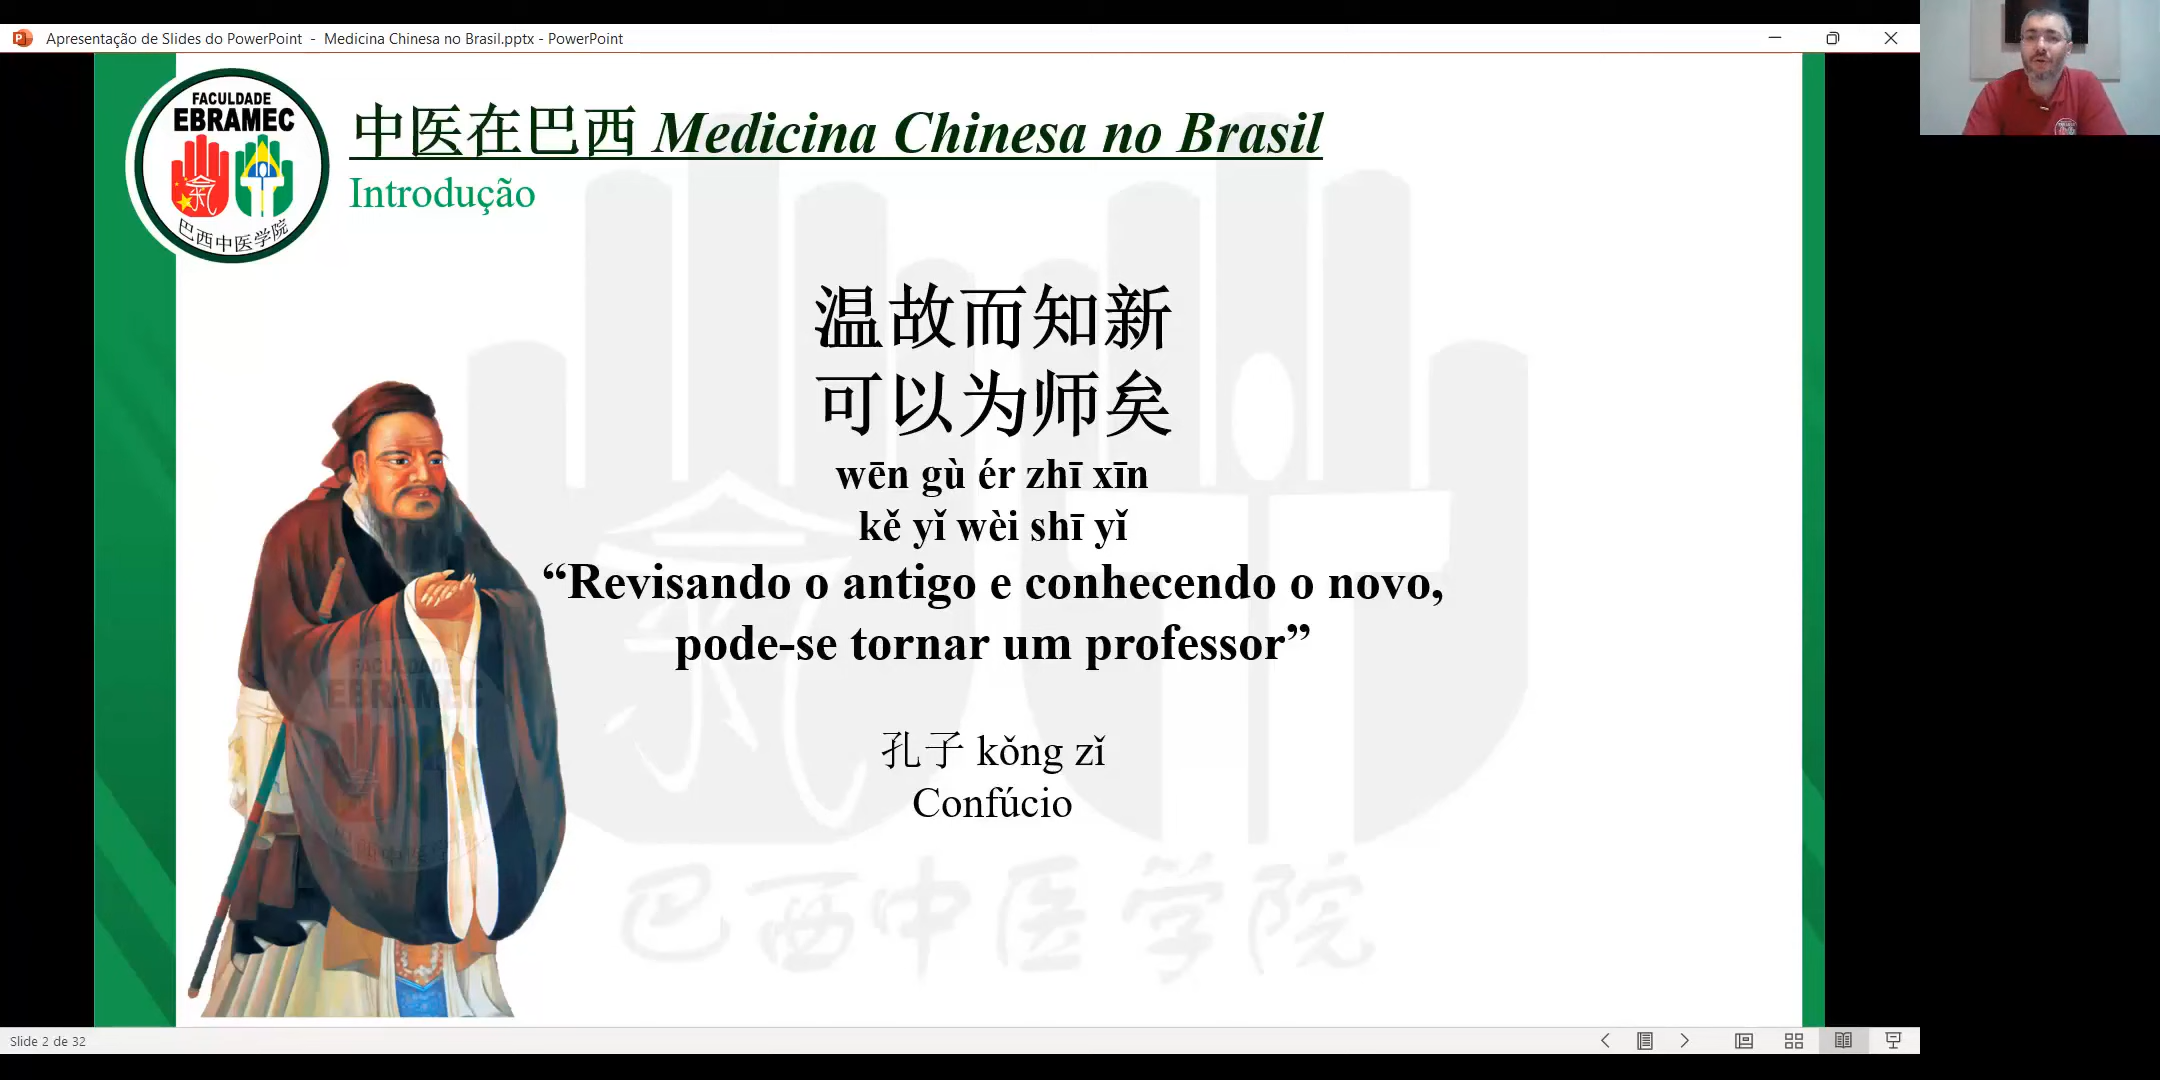 Apresentação de Slides do PowerPoint - Medicina Chinesa no Brasil.pptx - PowerPoint
FACULDADE
EBRAMEC
巴西中医学院
中医在巴西 Medicina Chinesa no Brasil
Introdução
温故而知新
可以为师矣
wēn gù ér zhī xīn
kě yǐ wèi shī yǐ
“Revisando o antigo e conhecendo o novo,
pode-se tornar um professor”
孔子 kǒng zǐ
Confúcio
FACULDADE
EBRAMEC
巴西中医学院
Slide 2 de 32